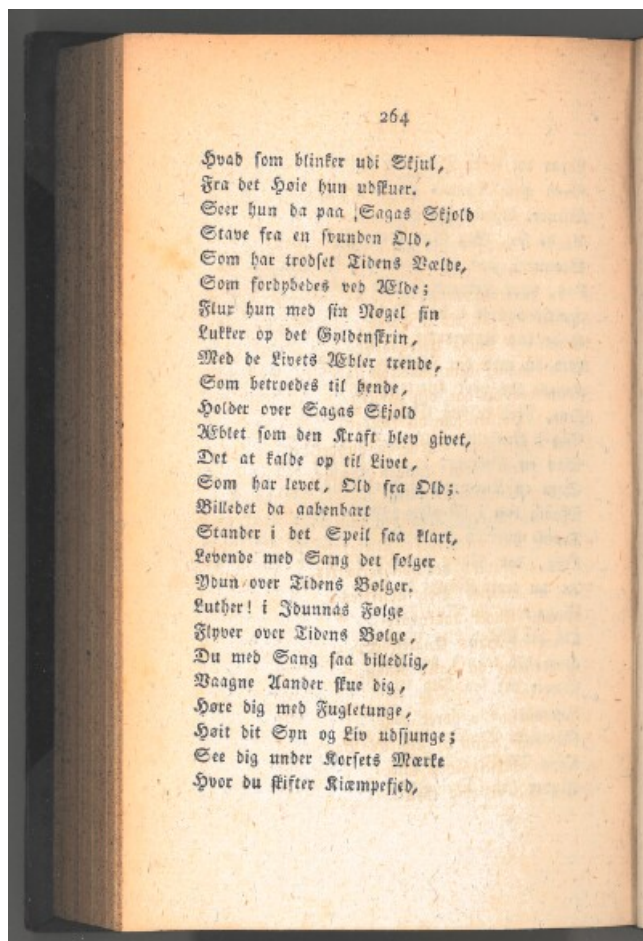 264
Hvad som blinker udi Skjul,
Fra det Høie hun udskuer.
Seer hun da paa Sagas Skjold
Stave fra en svunden Old,
Som har trodset Tidens Vælde,
Som fordybedes ved Ælde;
Flux hun med sin Nøgel fin
Lukker op det Gyldenskrin,
Med de Livets Æbler trende,
Som betroedes til hende,
Holder over Sagas Skjold
Æblet som den Kraft blev givet,
Det at kalde op til Livet,
Som har levet, Old fra Old;
Billedet da aabenbart
Stander i det Speil saa klart,
Levende med Sang det følger
Ydun over Tidens Bølger.
Luther! i Idunnas Følge
Flyver over Tidens Bølge,
Du med Sang saa billedlig,
Vaagne Aander skue dig,
Høre dig med Fugletunge,
Høit dit Syn og Liv udsjunge;
See dig under Korsets Mærke
Hvor du skifter Kiæmpefjed,